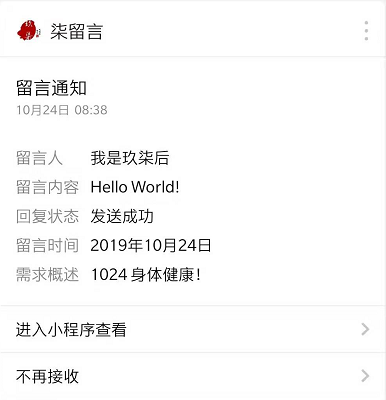 柒留言
留言通知
10月24日 08:38
留言人 我是玖柒后
留言内容 Hello World!
回复状态 发送成功
留言时间 2019年10月24日
需求概述 1024 身体健康！
进入小程序查看
不再接收